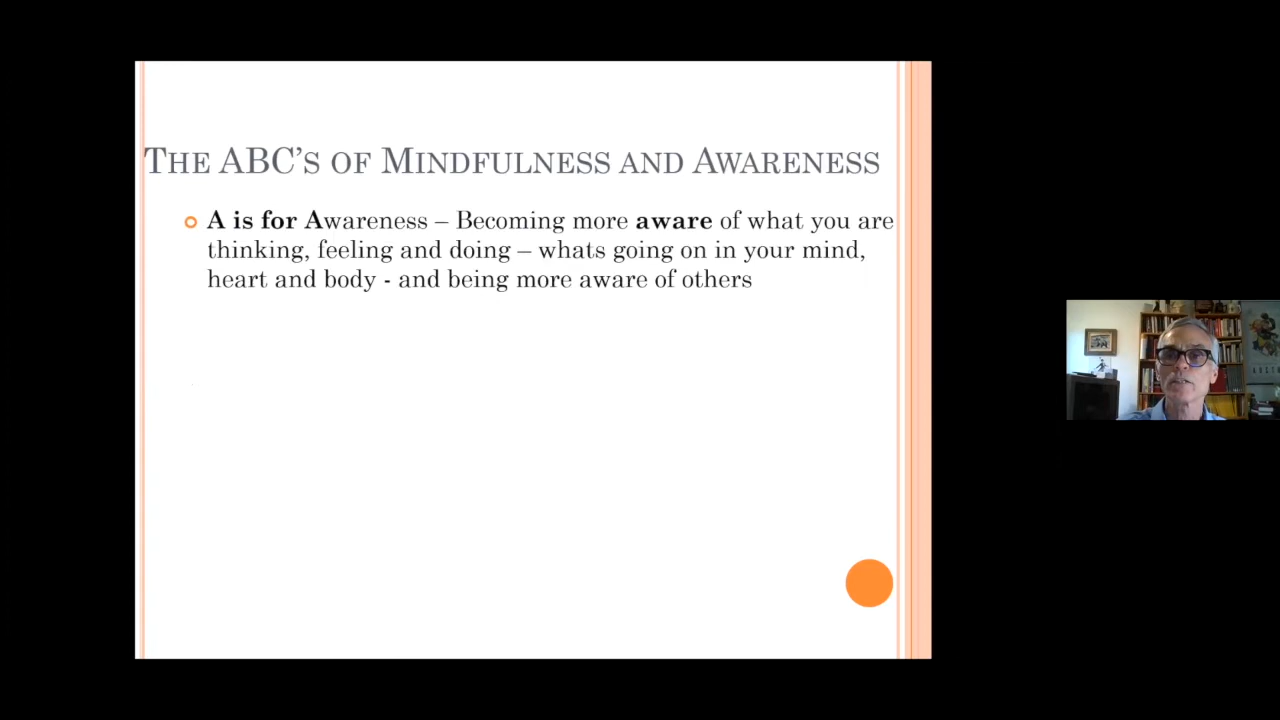 THE ABC'S OF MINDFULNESS AND AWARENESS
A is for Awareness – Becoming more aware of what you are
thinking, feeling and doing – whats going on in your mind,
heart and body - and being more aware of others